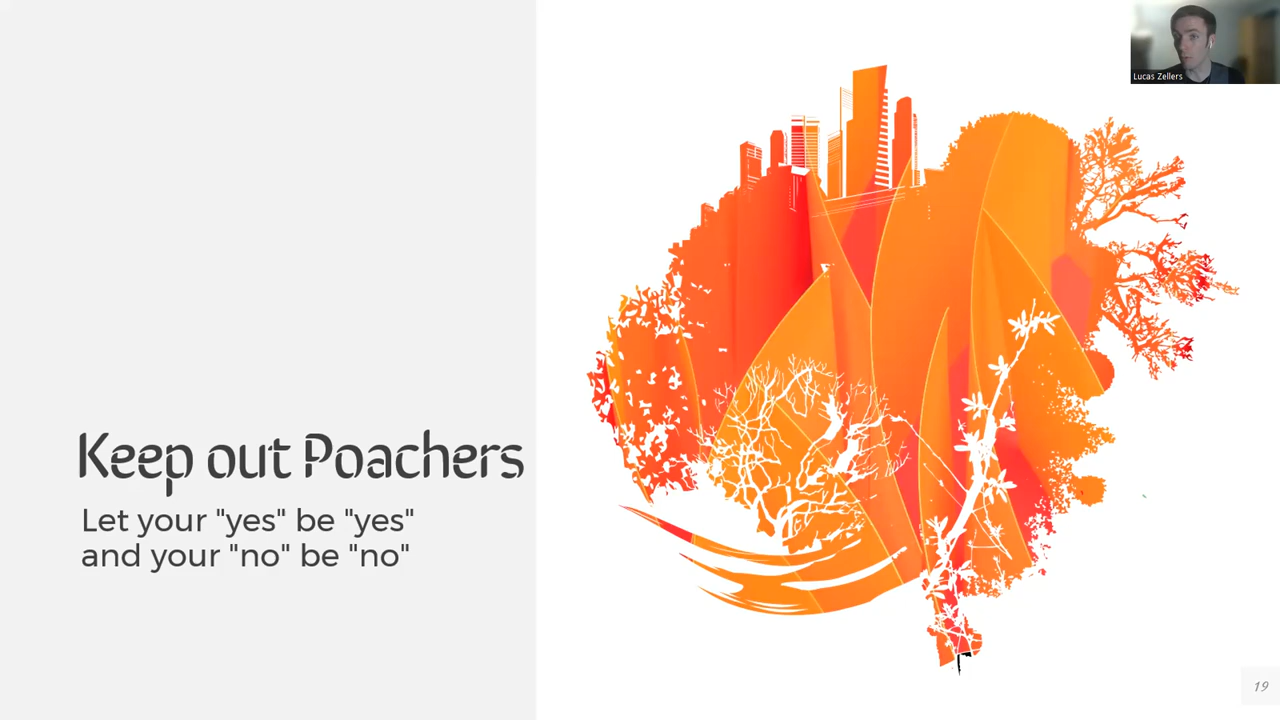 Lucas Zellers
Keep out Poachers
Let your "yes" be "yes"
and your "no" be "no"
19